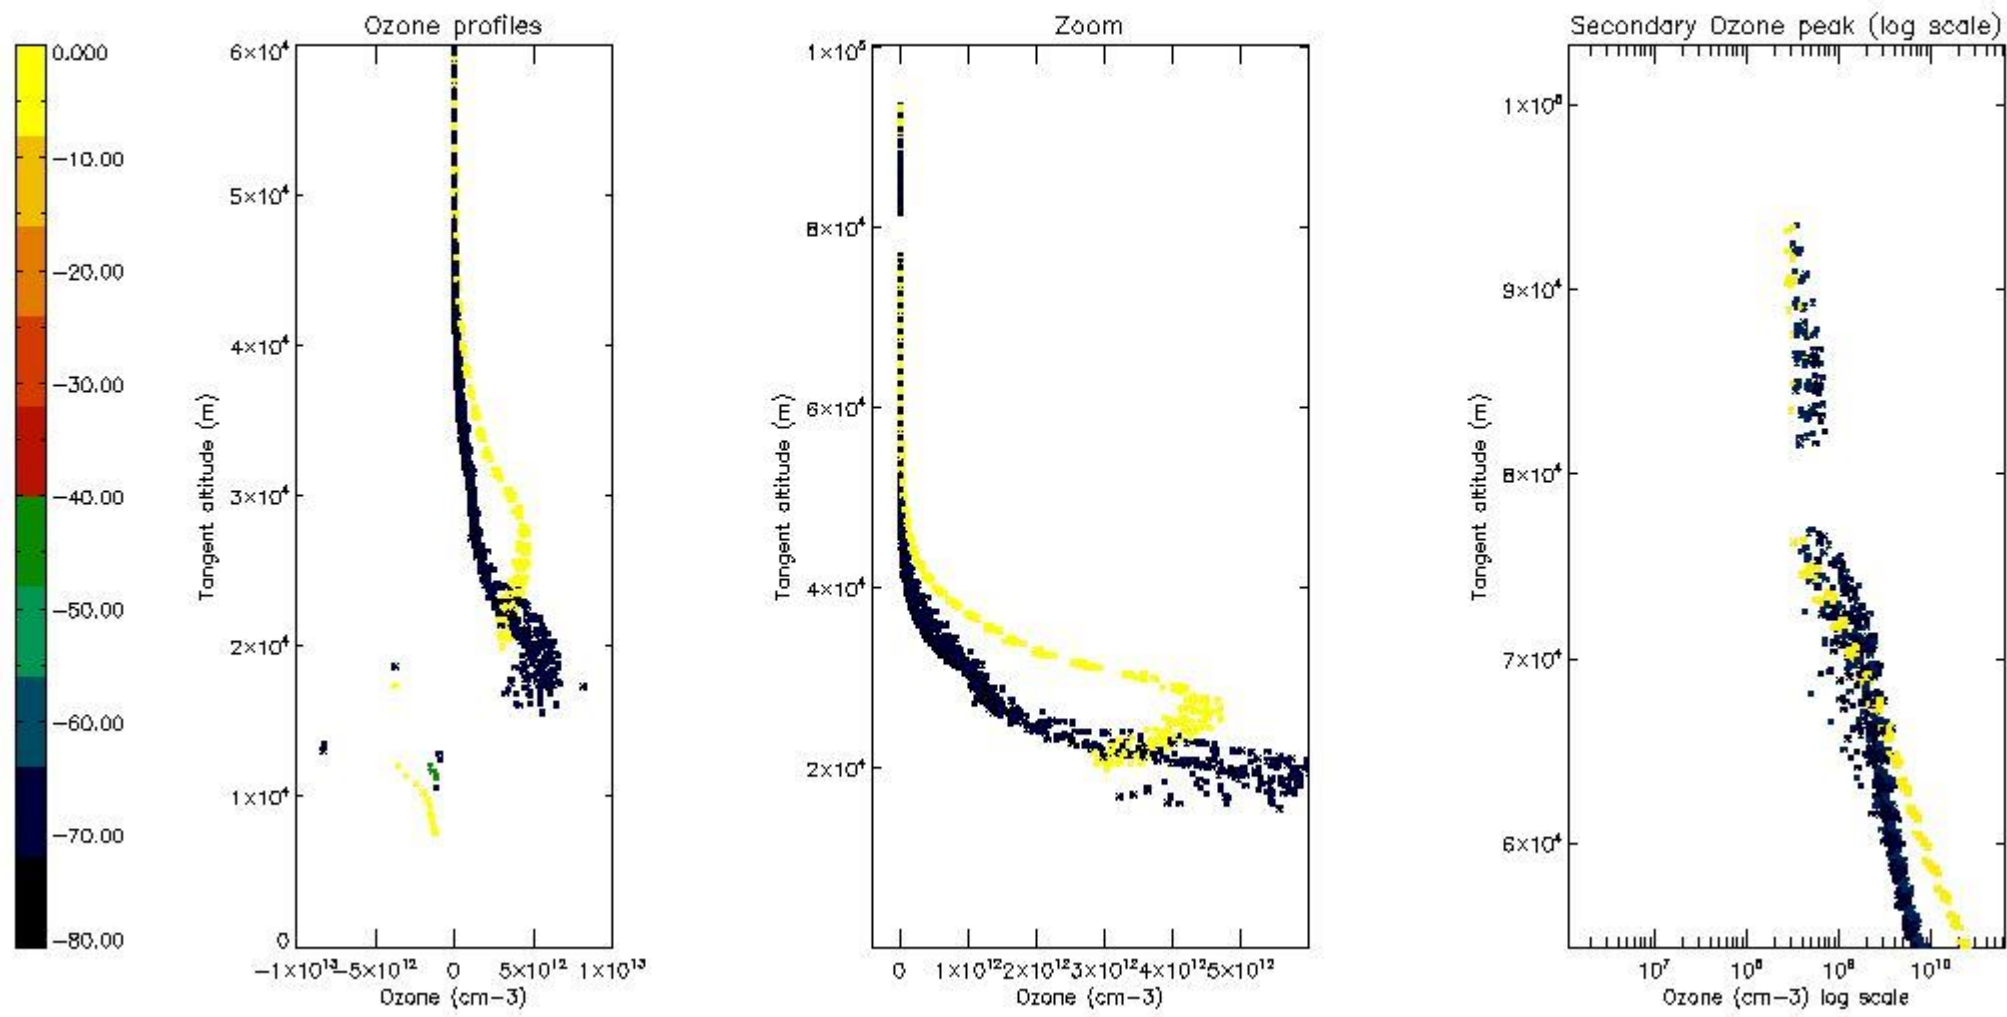 Ozone profiles
Zoom
Secondary Ozone peak (log scale)
0.000
−10.00
−20.00
−30.00
−40.00
−50.00
−60.00
−70.00
−80.00
6×10⁴
5×10⁴
4×10⁴
3×10⁴
2×10⁴
1×10⁴
0
Tangent altitude (m)
−1×10¹³ −5×10¹² 0 5×10¹² 1×10¹³
Ozone (cm−3)
1×10⁵
8×10⁴
6×10⁴
4×10⁴
2×10⁴
Tangent altitude (m)
0 1×10¹² 2×10¹² 3×10¹² 4×10¹² 5×10¹²
Ozone (cm−3)
1×10⁵
9×10⁴
8×10⁴
7×10⁴
6×10⁴
Tangent altitude (m)
10⁷ 10⁸ 10⁹ 10¹⁰
Ozone (cm−3) log scale